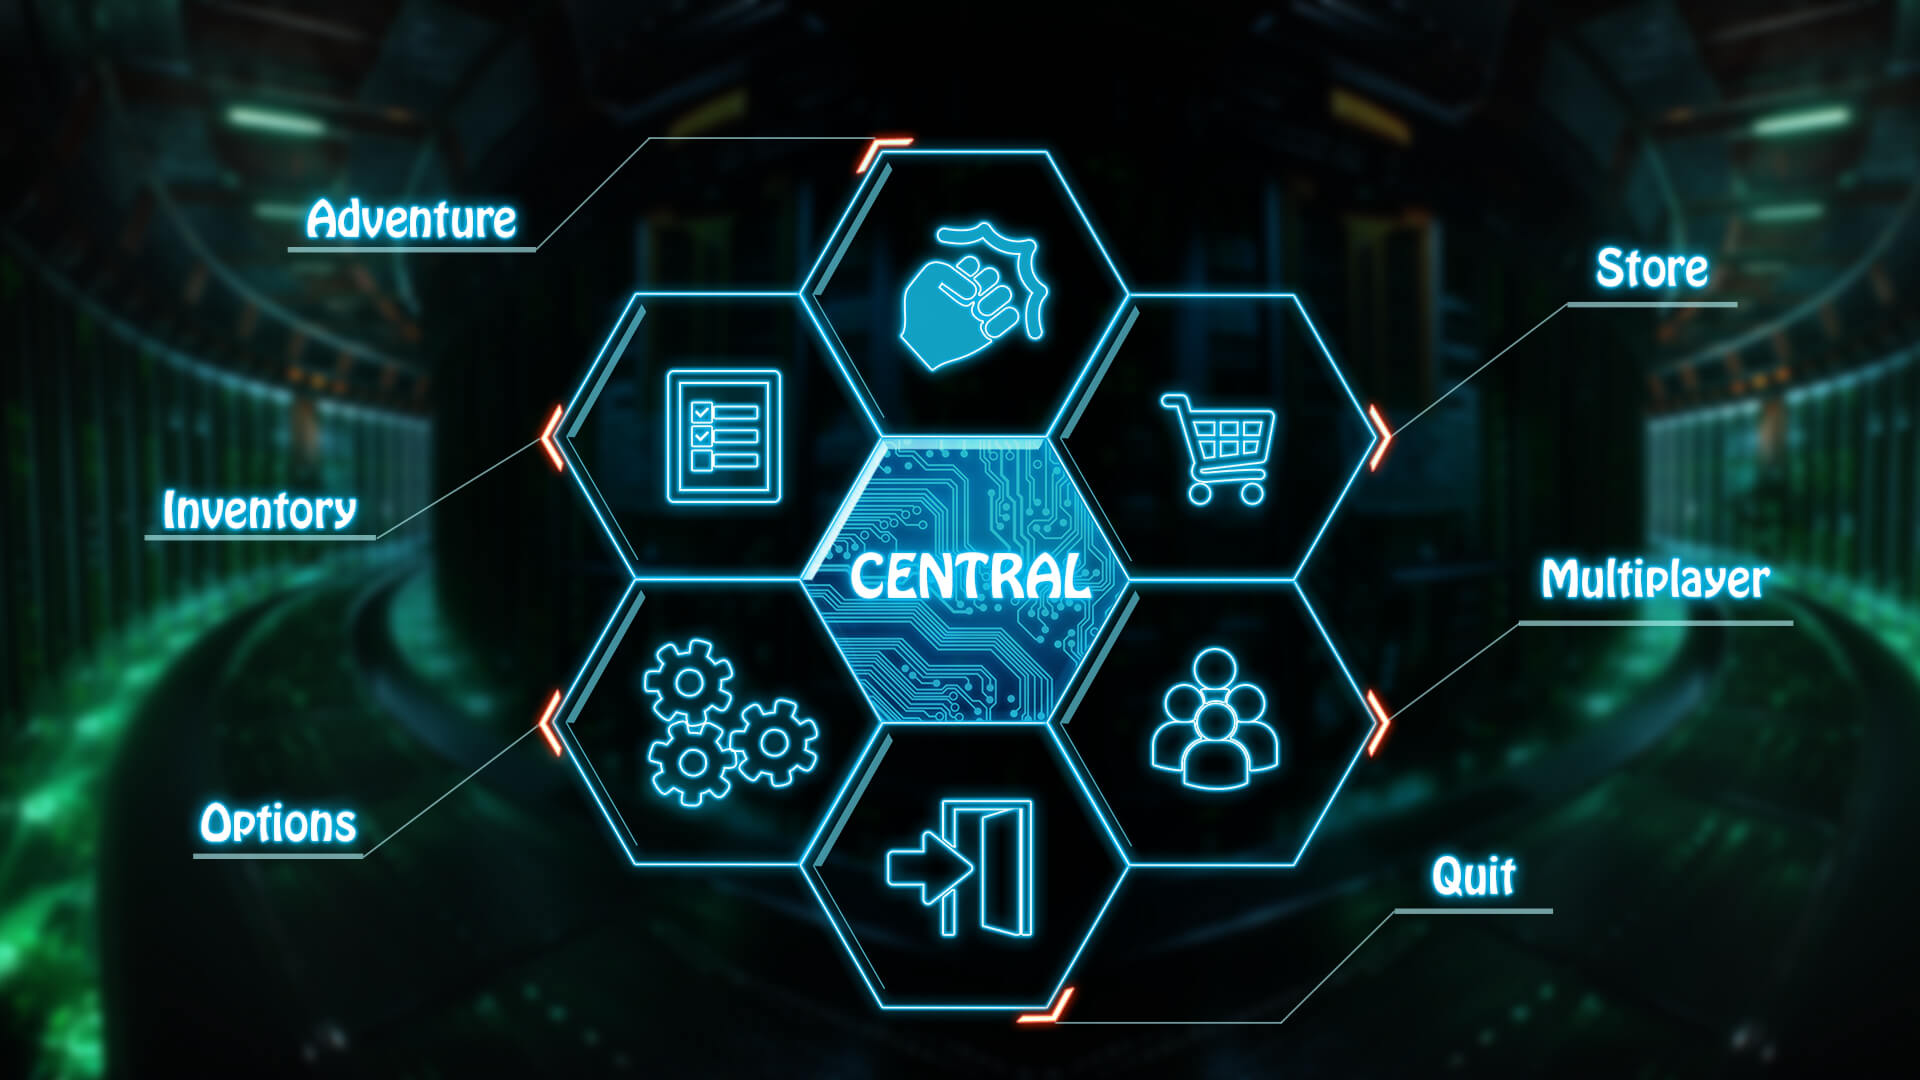 Adventure
Store
Inventory
CENTRAL
Multiplayer
Options
Quit